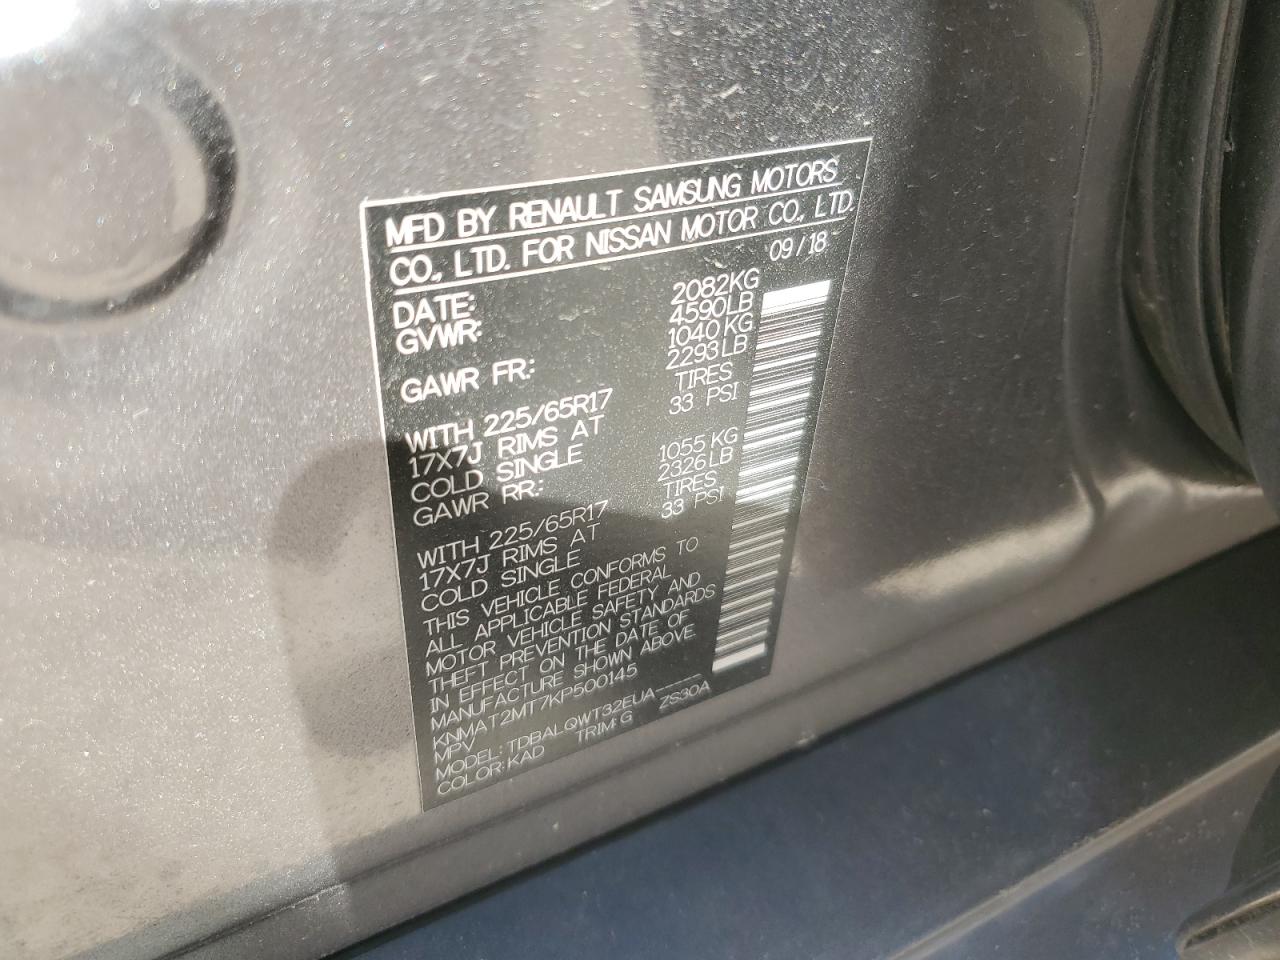 MFD BY RENAULT SAMSUNG MOTORS
CO., LTD. FOR NISSAN MOTOR CO., LTD.
DATE: 09/18
GVWR: 2082KG
4590LB
GAWR FR: 1040KG
2293LB
WITH 225/65R17 TIRES
17X7J RIMS AT 33 PSI
COLD SINGLE
GAWR RR: 1055KG
2326LB
WITH 225/65R17 TIRES
17X7J RIMS AT 33 PSI
COLD SINGLE
THIS VEHICLE CONFORMS TO
ALL APPLICABLE FEDERAL
MOTOR VEHICLE SAFETY AND
THEFT PREVENTION STANDARDS
IN EFFECT ON THE DATE OF
MANUFACTURE SHOWN ABOVE.
KNMAT2MT7KP500145
MPV
MODEL: TDBALQWT32EUA____
COLOR: KAD TRIM: G ZS30A